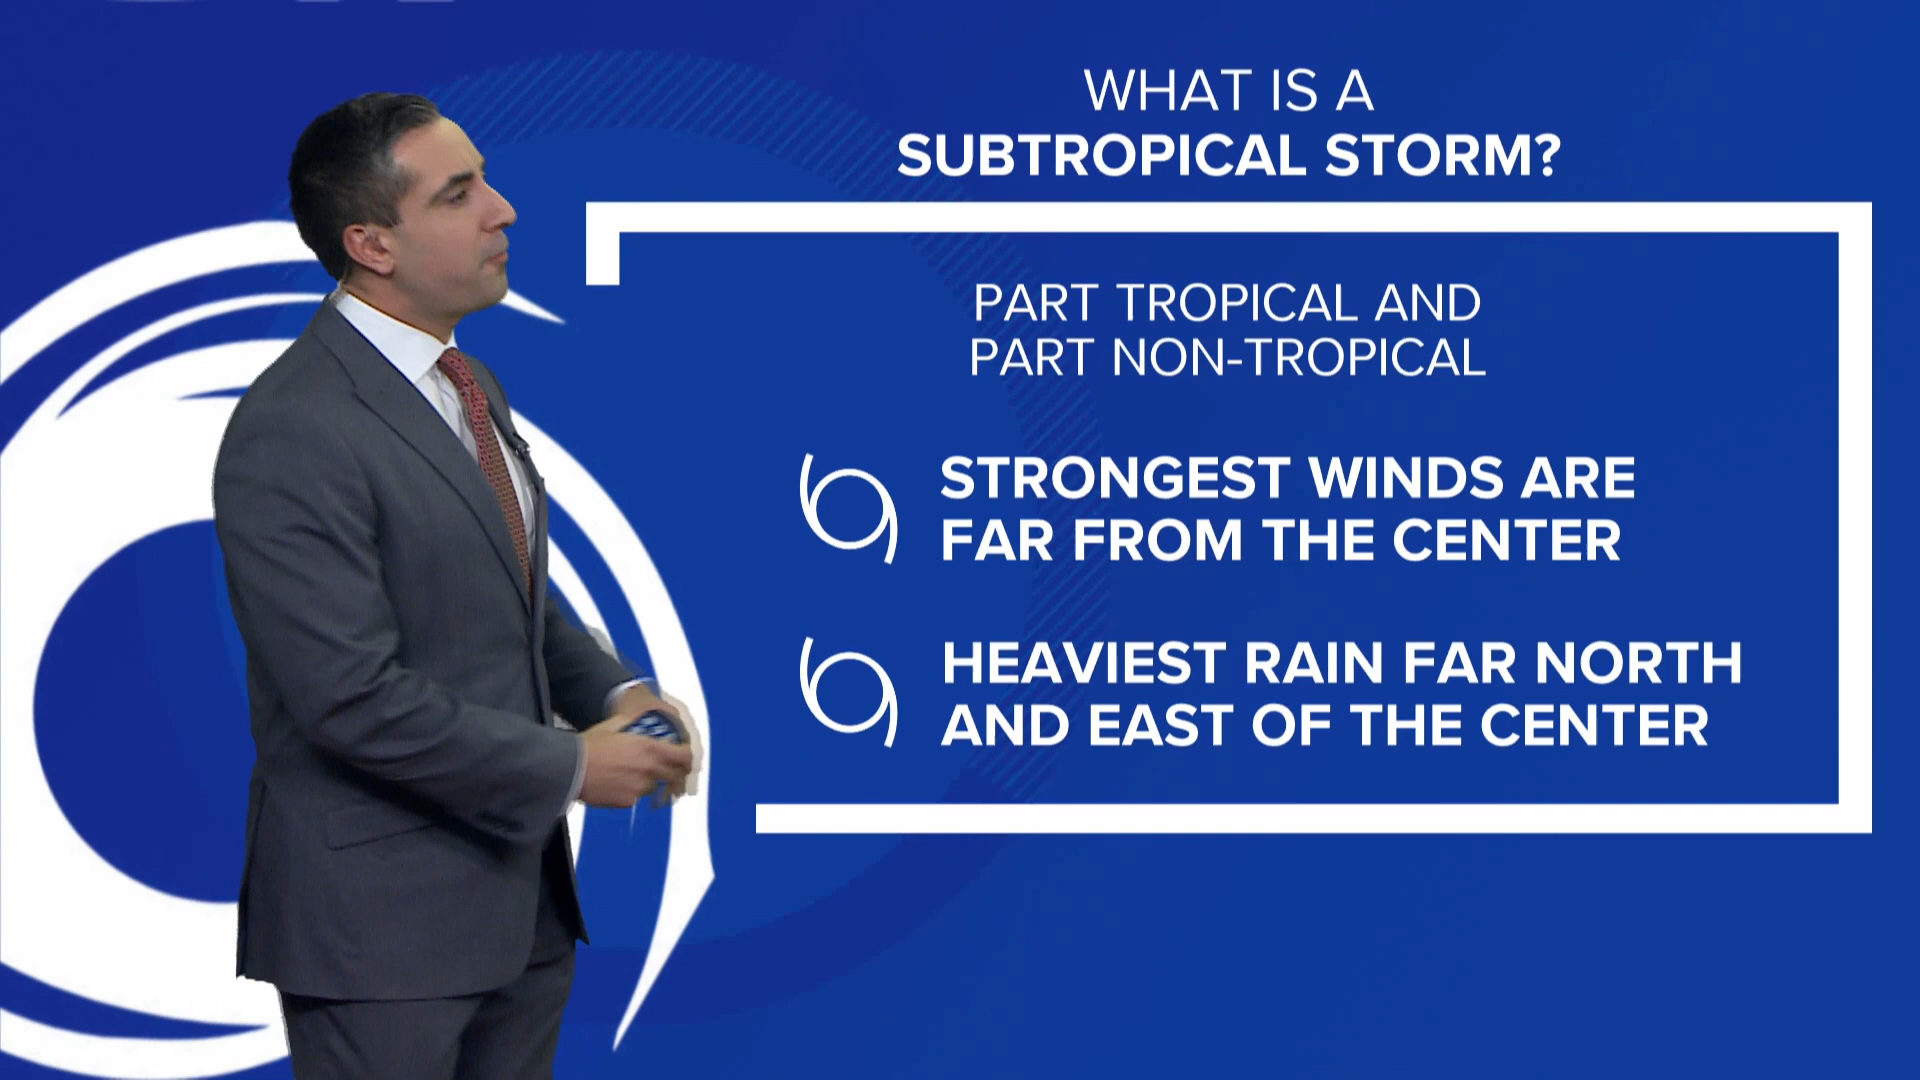 WHAT IS A
SUBTROPICAL STORM?
PART TROPICAL AND
PART NON-TROPICAL
STRONGEST WINDS ARE
FAR FROM THE CENTER
HEAVIEST RAIN FAR NORTH
AND EAST OF THE CENTER